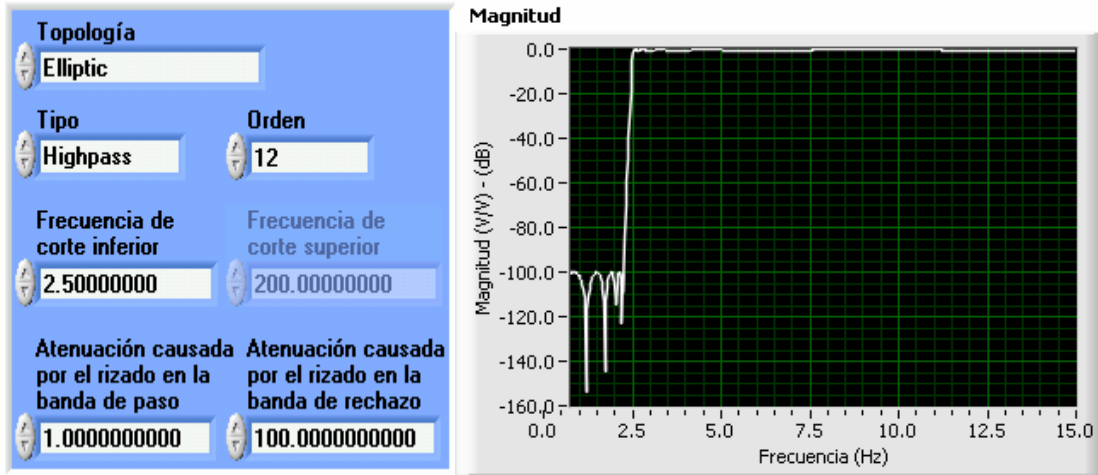 Topología
Elliptic
Tipo
Orden
Highpass
12
Frecuencia de
corte inferior
Frecuencia de
corte superior
2.50000000
200.00000000
Atenuación causada
por el rizado en la
banda de paso
Atenuación causada
por el rizado en la
banda de rechazo
1.0000000000
100.0000000000
Magnitud
Magnitud (V/V) - (dB)
0.0
-20.0
-40.0
-60.0
-80.0
-100.0
-120.0
-140.0
-160.0
0.0 2.5 5.0 7.5 10.0 12.5 15.0
Frecuencia (Hz)